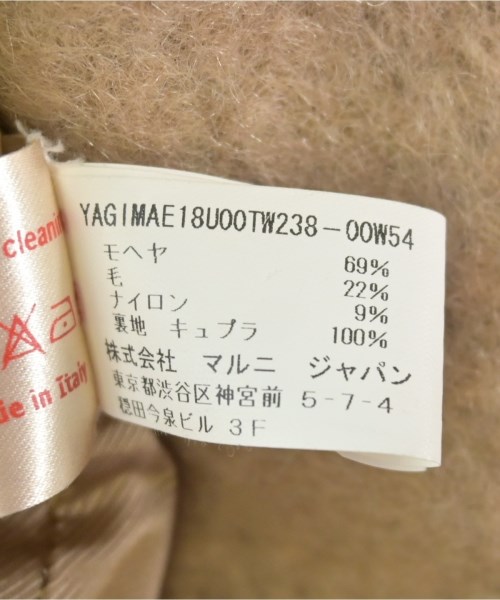 YAGIMAE18U00TW238-00W54
モヘヤ 69%
毛 22%
ナイロン 9%
裏地 キュプラ 100%
株式会社 マルニ ジャパン
東京都渋谷区神宮前 5-7-4
穏田今泉ビル 3F
in Italy